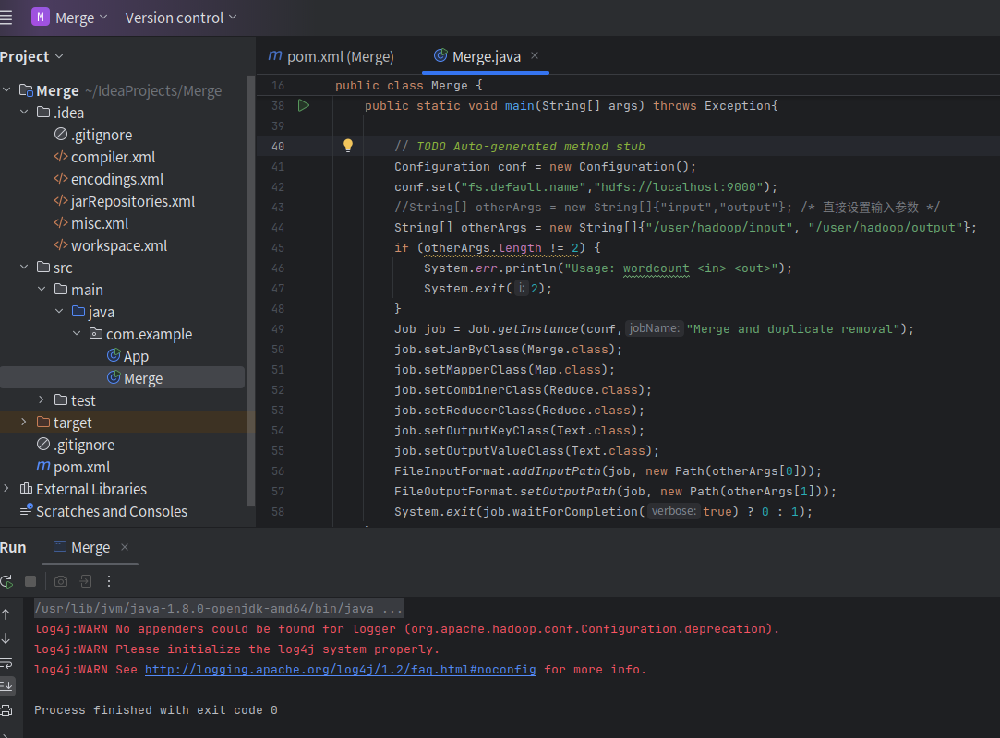 M Merge Version control
Project
Merge ~/IdeaProjects/Merge
.idea
.gitignore
compiler.xml
encodings.xml
jarRepositories.xml
misc.xml
workspace.xml
src
main
java
com.example
App
Merge
test
target
.gitignore
m pom.xml
External Libraries
Scratches and Consoles
m pom.xml (Merge) Merge.java
16 public class Merge {
38 public static void main(String[] args) throws Exception{
39
40 // TODO Auto-generated method stub
41 Configuration conf = new Configuration();
42 conf.set("fs.default.name","hdfs://localhost:9000");
43 //String[] otherArgs = new String[]{"input","output"}; /* 直接设置输入参数 */
44 String[] otherArgs = new String[]{"/user/hadoop/input", "/user/hadoop/output"};
45 if (otherArgs.length != 2) {
46 System.err.println("Usage: wordcount <in> <out>");
47 System.exit( i: 2);
48 }
49 Job job = Job.getInstance(conf, jobName: "Merge and duplicate removal");
50 job.setJarByClass(Merge.class);
51 job.setMapperClass(Map.class);
52 job.setCombinerClass(Reduce.class);
53 job.setReducerClass(Reduce.class);
54 job.setOutputKeyClass(Text.class);
55 job.setOutputValueClass(Text.class);
56 FileInputFormat.addInputPath(job, new Path(otherArgs[0]));
57 FileOutputFormat.setOutputPath(job, new Path(otherArgs[1]));
58 System.exit(job.waitForCompletion( verbose: true) ? 0 : 1);
Run Merge
/usr/lib/jvm/java-1.8.0-openjdk-amd64/bin/java ...
log4j:WARN No appenders could be found for logger (org.apache.hadoop.conf.Configuration.deprecation).
log4j:WARN Please initialize the log4j system properly.
log4j:WARN See http://logging.apache.org/log4j/1.2/faq.html#noconfig for more info.
Process finished with exit code 0